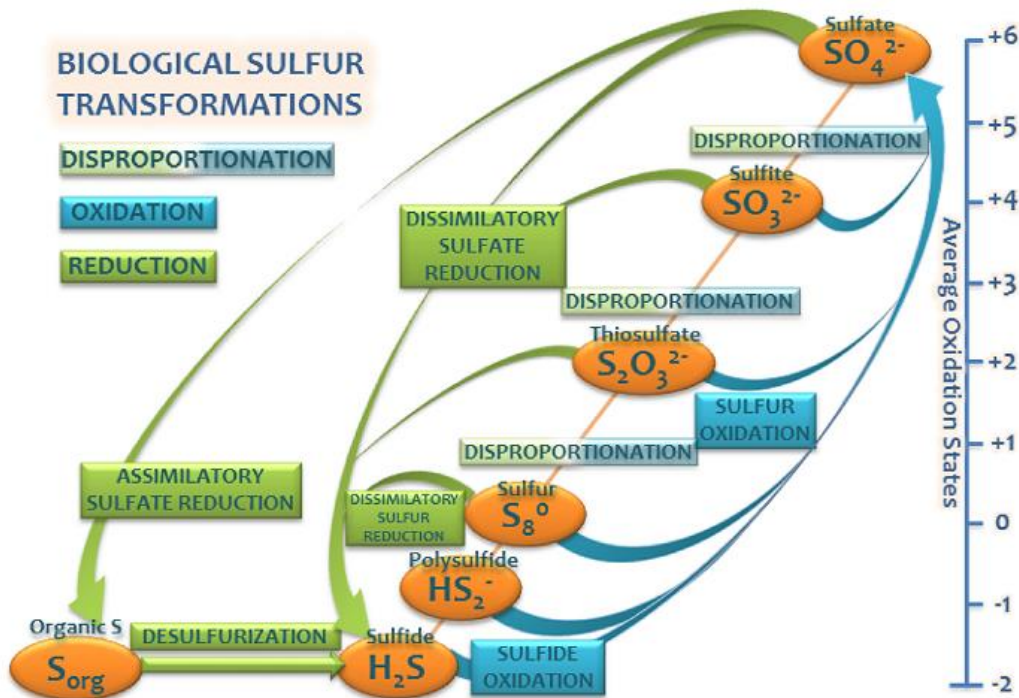 BIOLOGICAL SULFUR
TRANSFORMATIONS
DISPROPORTIONATION
OXIDATION
REDUCTION
Sulfate
SO₄²⁻
DISPROPORTIONATION
Sulfite
SO₃²⁻
DISSIMILATORY
SULFATE
REDUCTION
DISPROPORTIONATION
Thiosulfate
S₂O₃²⁻
SULFUR
OXIDATION
DISPROPORTIONATION
ASSIMILATORY
SULFATE REDUCTION
DISSIMILATORY
SULFUR
REDUCTION
Sulfur
S₈⁰
Polysulfide
HS₂⁻
Organic S
S_org
DESULFURIZATION
Sulfide
H₂S
SULFIDE
OXIDATION
+6
+5
+4
+3
+2
+1
0
-1
-2
Average Oxidation States